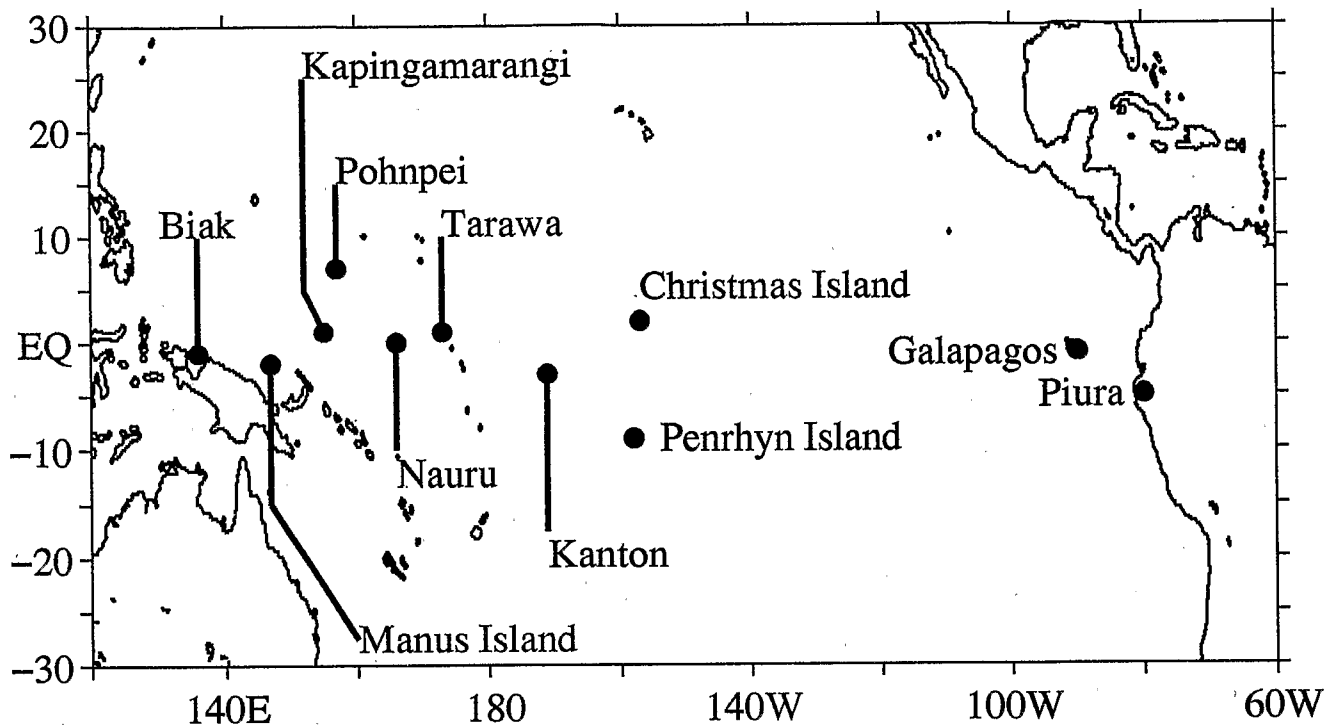 30
Kapingamarangi
20
Pohnpei
Biak
Tarawa
10
Christmas Island
EQ
Galapagos
Piura
Penrhyn Island
−10
Nauru
Kanton
−20
Manus Island
−30
140E
180
140W
100W
60W